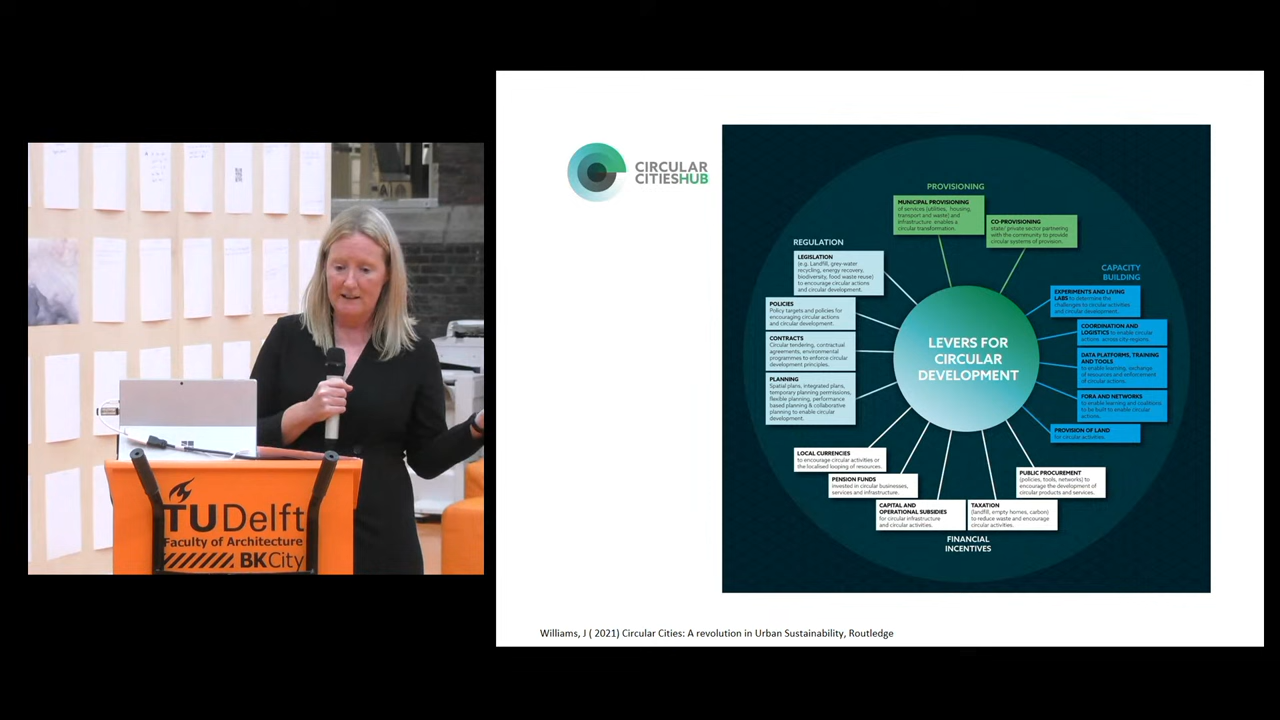 TUDelft
Faculty of Architecture
BKCity
CIRCULAR
CITIESHUB
PROVISIONING
MUNICIPAL PROVISIONING
of services (utilities, housing,
transport and waste) and
infrastructure enables a
circular transformation.
CO-PROVISIONING
state/ private sector partnering
with the community to provide
circular systems of provision.
REGULATION
LEGISLATION
(e.g. Landfill, grey-water
recycling, energy recovery,
biodiversity, food waste reuse)
to encourage circular actions
and circular development.
POLICIES
Policy targets and policies for
encouraging circular actions
and circular development.
CONTRACTS
Circular tendering, contractual
agreements, environmental
programmes to enforce circular
development principles.
PLANNING
Spatial plans, integrated plans,
temporary planning permissions,
flexible planning, performance
based planning & collaborative
planning to enable circular
development.
CAPACITY
BUILDING
EXPERIMENTS AND LIVING
LABS to determine the
challenges to circular activities
and circular development.
COORDINATION AND
LOGISTICS to enable circular
actions across city-regions.
DATA PLATFORMS, TRAINING
AND TOOLS
to enable learning, exchange
of resources and enforcement
of circular actions.
FORA AND NETWORKS
to enable learning and coalitions
to be built to enable circular
actions.
PROVISION OF LAND
for circular activities.
LEVERS FOR
CIRCULAR
DEVELOPMENT
LOCAL CURRENCIES
to encourage circular activities or
the localised looping of resources.
PENSION FUNDS
invested in circular businesses,
services and infrastructure.
CAPITAL AND
OPERATIONAL SUBSIDIES
for circular infrastructure
and circular activities.
TAXATION
(landfill, empty homes, carbon)
to reduce waste and encourage
circular activities.
PUBLIC PROCUREMENT
(policies, tools, networks) to
encourage the development of
circular products and services.
FINANCIAL
INCENTIVES
Williams, J ( 2021) Circular Cities: A revolution in Urban Sustainability, Routledge